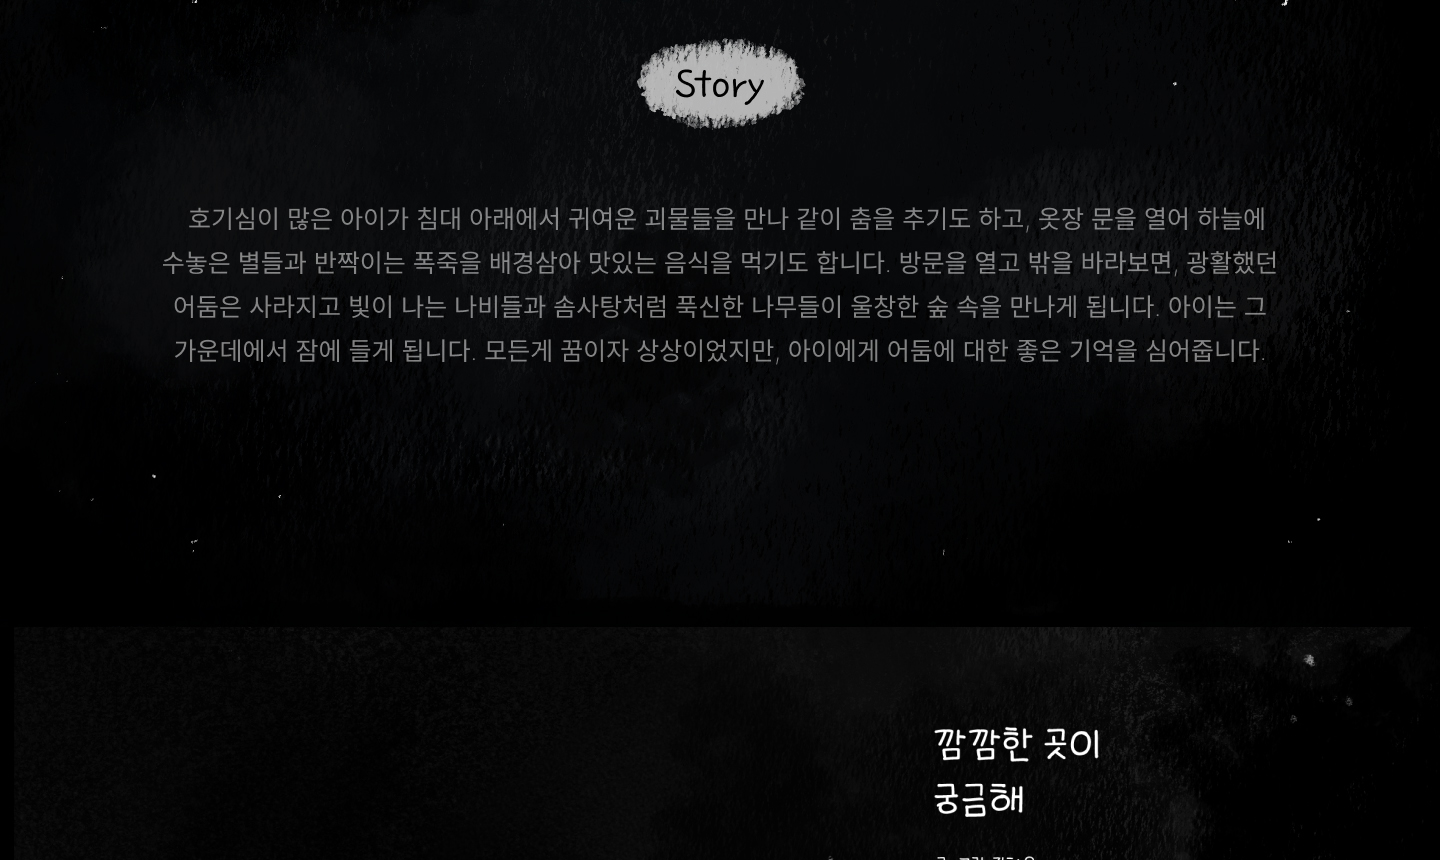 Story
호기심이 많은 아이가 침대 아래에서 귀여운 괴물들을 만나 같이 춤을 추기도 하고, 옷장 문을 열어 하늘에
수놓은 별들과 반짝이는 폭죽을 배경삼아 맛있는 음식을 먹기도 합니다. 방문을 열고 밖을 바라보면, 광활했던
어둠은 사라지고 빛이 나는 나비들과 솜사탕처럼 푹신한 나무들이 울창한 숲 속을 만나게 됩니다. 아이는 그
가운데에서 잠에 들게 됩니다. 모든게 꿈이자 상상이었지만, 아이에게 어둠에 대한 좋은 기억을 심어줍니다.
깜깜한 곳이
궁금해